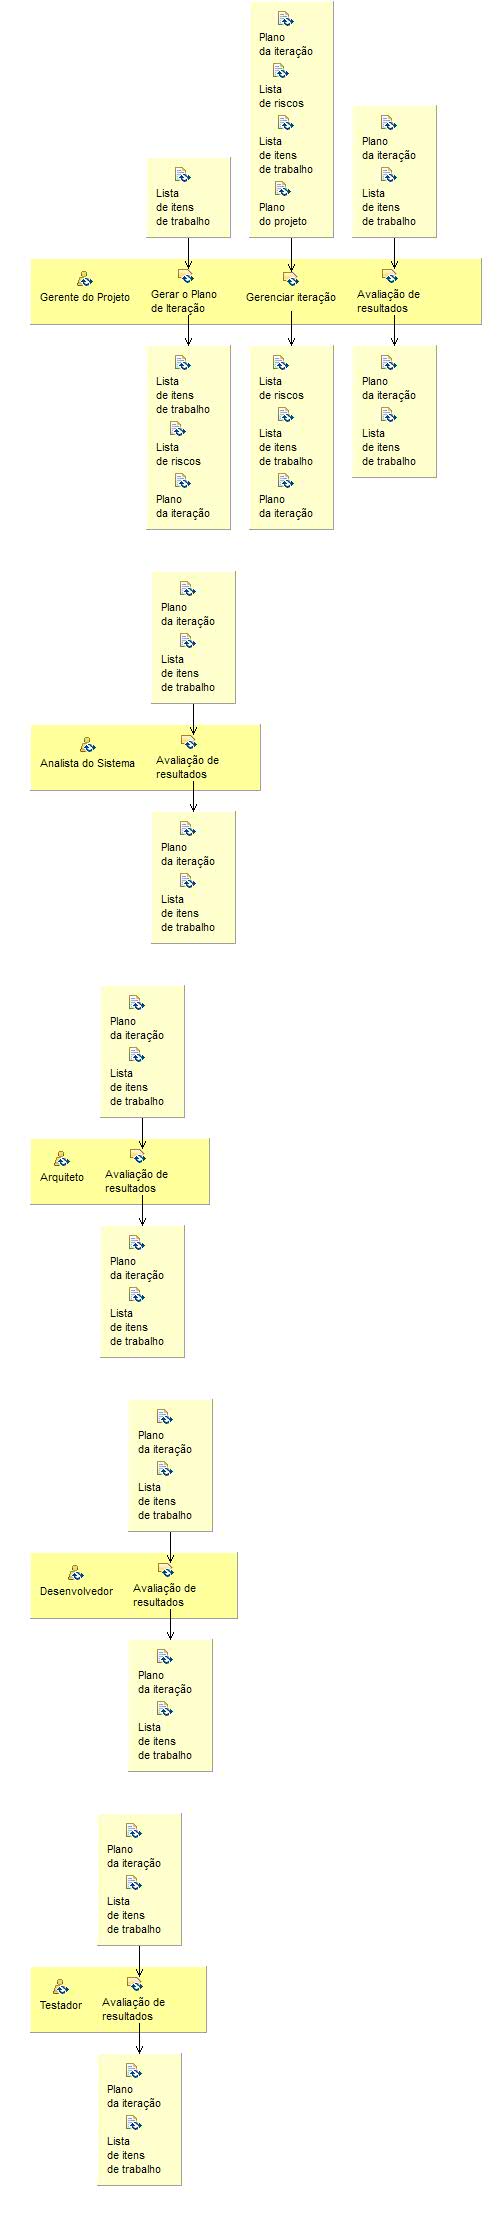 Plano
da iteração
Lista
de riscos
Lista
de itens
de trabalho
Plano
do projeto
Plano
da iteração
Lista
de itens
de trabalho
Lista
de itens
de trabalho
Gerente do Projeto
Gerar o Plano
de Iteração
Gerenciar iteração
Avaliação de
resultados
Lista
de itens
de trabalho
Lista
de riscos
Plano
da iteração
Lista
de riscos
Lista
de itens
de trabalho
Plano
da iteração
Plano
da iteração
Lista
de itens
de trabalho
Plano
da iteração
Lista
de itens
de trabalho
Analista do Sistema
Avaliação de
resultados
Plano
da iteração
Lista
de itens
de trabalho
Plano
da iteração
Lista
de itens
de trabalho
Arquiteto
Avaliação de
resultados
Plano
da iteração
Lista
de itens
de trabalho
Plano
da iteração
Lista
de itens
de trabalho
Desenvolvedor
Avaliação de
resultados
Plano
da iteração
Lista
de itens
de trabalho
Plano
da iteração
Lista
de itens
de trabalho
Testador
Avaliação de
resultados
Plano
da iteração
Lista
de itens
de trabalho